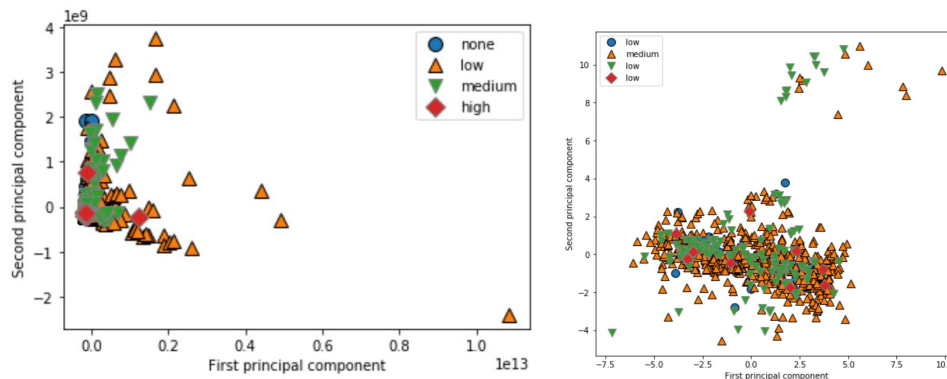 1e9
4
3
2
1
0
−1
−2
none
low
medium
high
0.0 0.2 0.4 0.6 0.8 1.0
1e13
First principal component
Second principal component
low
medium
low
low
10
8
6
4
2
0
−2
−4
−7.5 −5.0 −2.5 0.0 2.5 5.0 7.5
First principal component
Second principal component